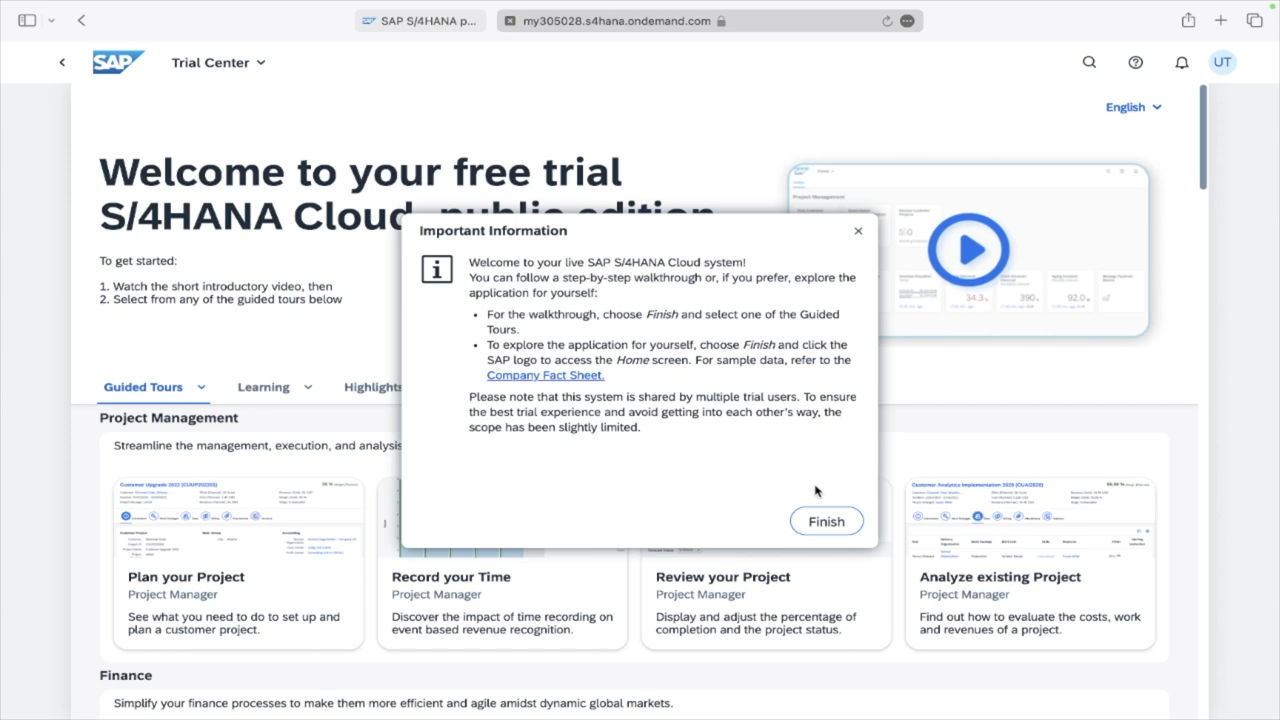 SAP S/4HANA p...
my305028.s4hana.ondemand.com
SAP
Trial Center
UT
English
Welcome to your free trial
S/4HANA Cloud, public edition
To get started:
1. Watch the short introductory video, then
2. Select from any of the guided tours below
Project Management
Important Information
Welcome to your live SAP S/4HANA Cloud system!
You can follow a step-by-step walkthrough or, if you prefer, explore the
application for yourself:
• For the walkthrough, choose Finish and select one of the Guided
Tours.
• To explore the application for yourself, choose Finish and click the
SAP logo to access the Home screen. For sample data, refer to the
Company Fact Sheet.
Please note that this system is shared by multiple trial users. To ensure
the best trial experience and avoid getting into each other's way, the
scope has been slightly limited.
Finish
Guided Tours
Learning
Highlights
Project Management
Streamline the management, execution, and analysis
Customer Upgrade 2022
Customer Analytics Implementation
Plan your Project
Project Manager
See what you need to do to set up and
plan a customer project.
Record your Time
Project Manager
Discover the impact of time recording on
event based revenue recognition.
Review your Project
Project Manager
Display and adjust the percentage of
completion and the project status.
Analyze existing Project
Project Manager
Find out how to evaluate the costs, work
and revenues of a project.
Finance
Simplify your finance processes to make them more efficient and agile amidst dynamic global markets.